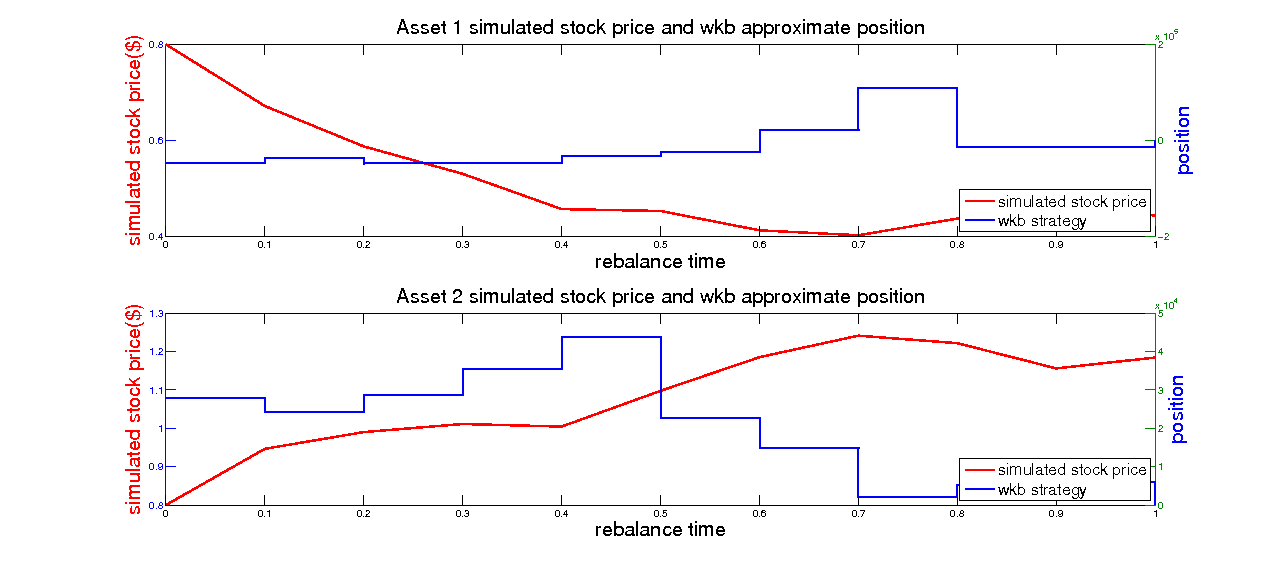 Asset 1 simulated stock price and wkb approximate position
simulated stock price($)
0.8
0.6
0.4
x 10^5
2
0
−2
position
simulated stock price
wkb strategy
0 0.1 0.2 0.3 0.4 0.5 0.6 0.7 0.8 0.9 1
rebalance time
Asset 2 simulated stock price and wkb approximate position
simulated stock price($)
1.3
1.2
1.1
1
0.9
0.8
x 10^4
5
4
3
2
1
0
position
simulated stock price
wkb strategy
0 0.1 0.2 0.3 0.4 0.5 0.6 0.7 0.8 0.9 1
rebalance time